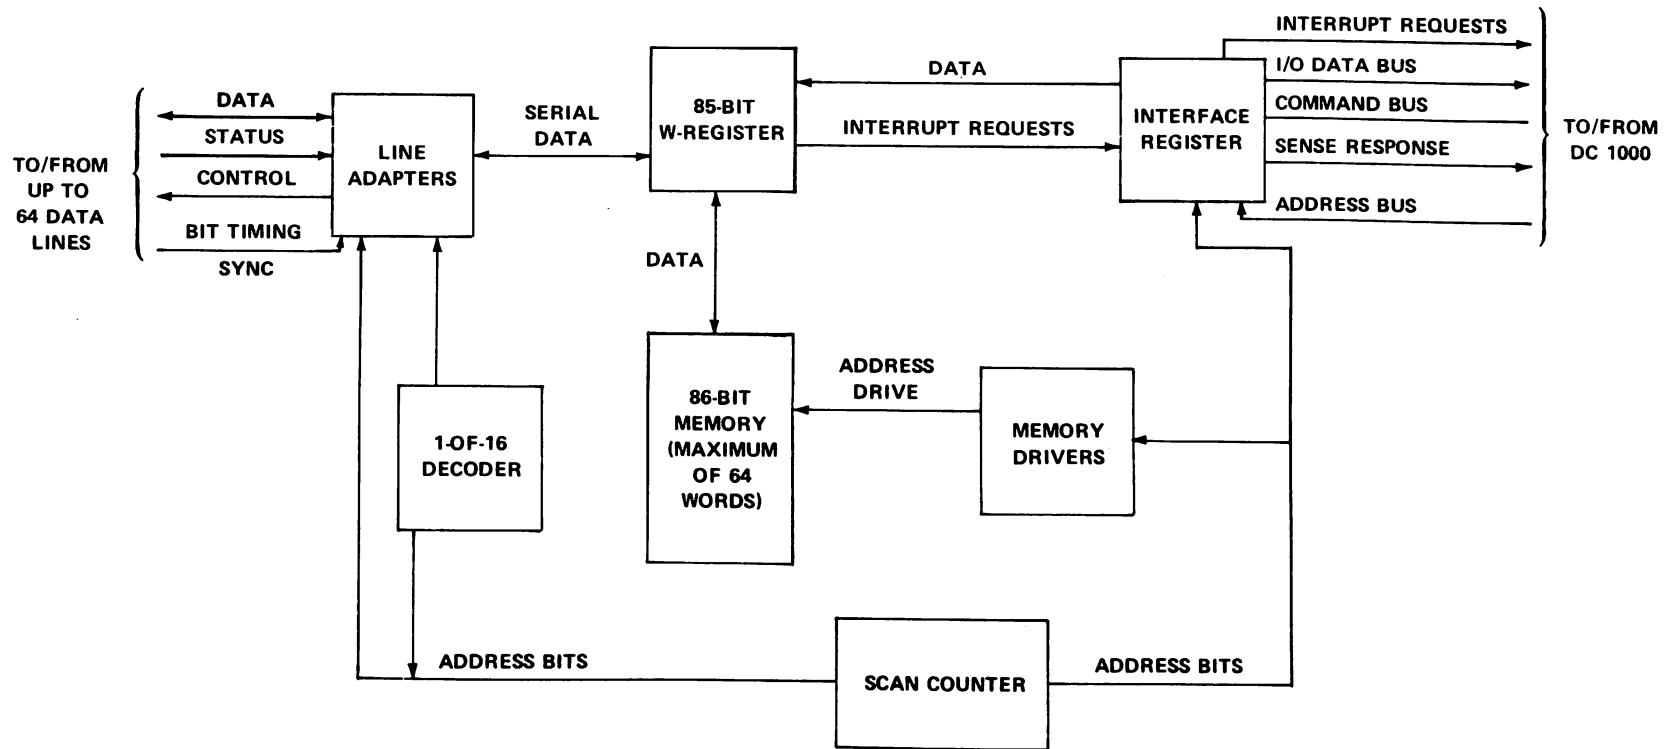 TO/FROM
UP TO
64 DATA
LINES
DATA
STATUS
CONTROL
BIT TIMING
SYNC
LINE
ADAPTERS
SERIAL
DATA
85-BIT
W-REGISTER
DATA
INTERRUPT REQUESTS
INTERFACE
REGISTER
INTERRUPT REQUESTS
I/O DATA BUS
COMMAND BUS
SENSE RESPONSE
ADDRESS BUS
TO/FROM
DC 1000
DATA
1-OF-16
DECODER
86-BIT
MEMORY
(MAXIMUM
OF 64
WORDS)
ADDRESS
DRIVE
MEMORY
DRIVERS
ADDRESS BITS
SCAN COUNTER
ADDRESS BITS